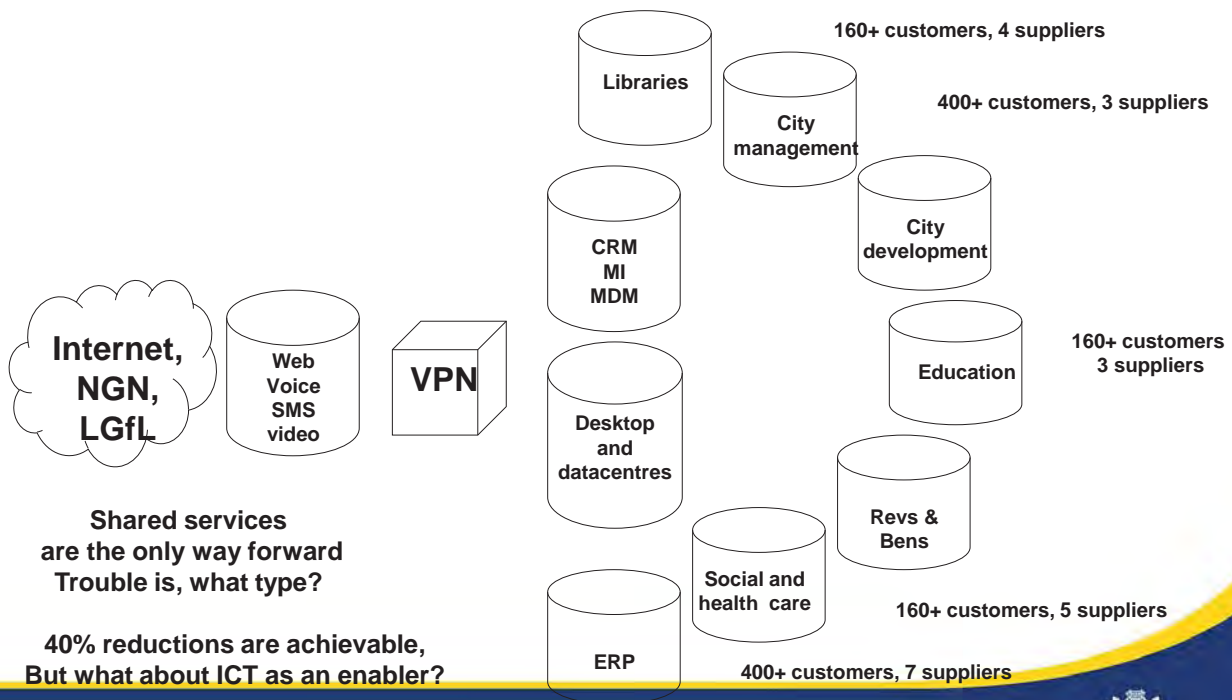 160+ customers, 4 suppliers
Libraries
400+ customers, 3 suppliers
City
management
City
development
CRM
MI
MDM
Internet,
NGN,
LGfL
Web
Voice
SMS
video
VPN
Education
160+ customers
3 suppliers
Desktop
and
datacentres
Revs &
Bens
Shared services
are the only way forward
Trouble is, what type?
Social and
health care
160+ customers, 5 suppliers
40% reductions are achievable,
But what about ICT as an enabler?
ERP
400+ customers, 7 suppliers